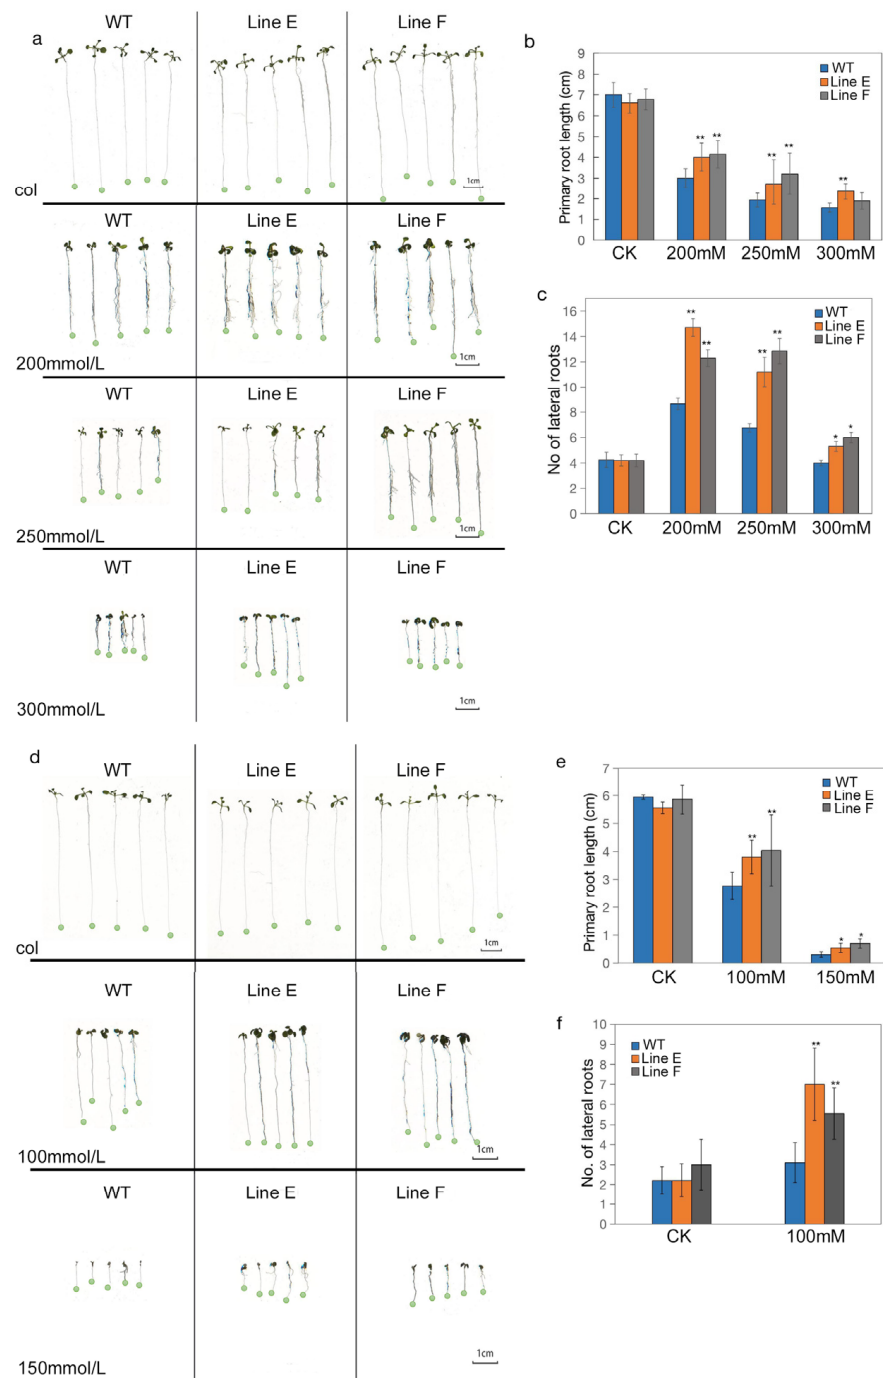 a
WT Line E Line F
col
1cm
WT Line E Line F
200mmol/L
1cm
WT Line E Line F
250mmol/L
1cm
WT Line E Line F
300mmol/L
1cm
b
Primary root length (cm)
9
8
7
6
5
4
3
2
1
0
WT
Line E
Line F
** **
** **
**
CK 200mM 250mM 300mM
c
No of lateral roots
16
14
12
10
8
6
4
2
0
WT
Line E
Line F
** **
** **
* *
CK 200mM 250mM 300mM
d
WT Line E Line F
col
1cm
WT Line E Line F
100mmol/L
1cm
WT Line E Line F
150mmol/L
1cm
e
Primary root length (cm)
7
6
5
4
3
2
1
0
WT
Line E
Line F
** **
* *
CK 100mM 150mM
f
No. of lateral roots
10
9
8
7
6
5
4
3
2
1
0
WT
Line E
Line F
** **
CK 100mM